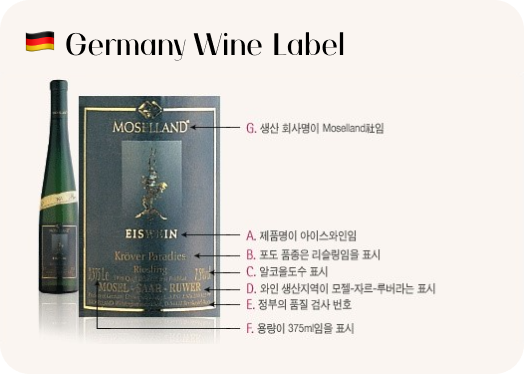 Germany Wine Label
MOSELLAND
G. 생산 회사명이 Moselland社임
EISWEIN
A. 제품명이 아이스와인임
Kröver Paradies
B. 포도 품종은 리슬링임을 표시
Riesling
C. 알코올도수 표시
MOSEL - SAAR - RUWER
D. 와인 생산지역이 모젤-자르-루버라는 표시
E. 정부의 품질 검사 번호
F. 용량이 375ml임을 표시